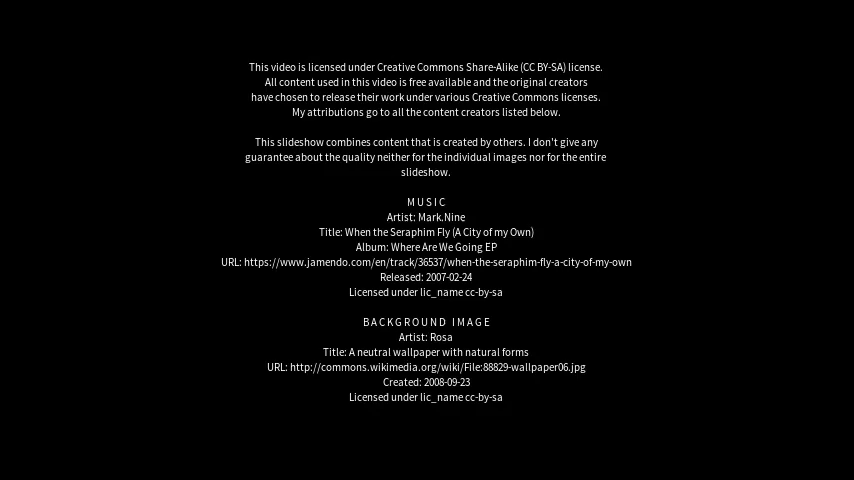 This video is licensed under Creative Commons Share-Alike (CC BY-SA) license.
All content used in this video is free available and the original creators
have chosen to release their work under various Creative Commons licenses.
My attributions go to all the content creators listed below.
This slideshow combines content that is created by others. I don't give any
guarantee about the quality neither for the individual images nor for the entire
slideshow.
MUSIC
Artist: Mark.Nine
Title: When the Seraphim Fly (A City of my Own)
Album: Where Are We Going EP
URL: https://www.jamendo.com/en/track/36537/when-the-seraphim-fly-a-city-of-my-own
Released: 2007-02-24
Licensed under lic_name cc-by-sa
BACKGROUND IMAGE
Artist: Rosa
Title: A neutral wallpaper with natural forms
URL: http://commons.wikimedia.org/wiki/File:88829-wallpaper06.jpg
Created: 2008-09-23
Licensed under lic_name cc-by-sa